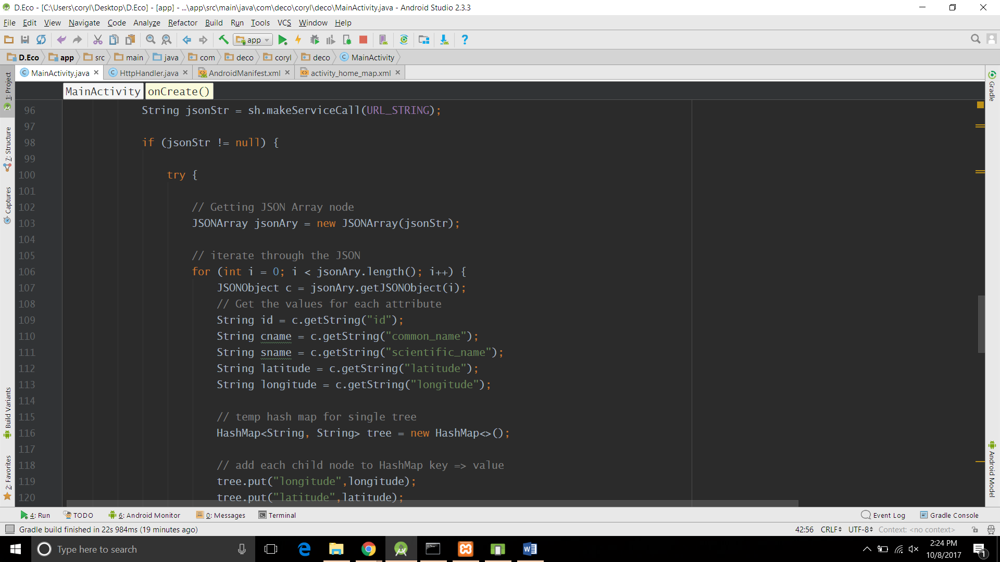 D.Eco - [C:\Users\coryl\Desktop\D.Eco] - [app] - ...\app\src\main\java\com\deco\coryl\deco\MainActivity.java - Android Studio 2.3.3
File Edit View Navigate Code Analyze Refactor Build Run Tools VCS Window Help
app
D.Eco app src main java com deco coryl deco MainActivity
MainActivity.java HttpHandler.java AndroidManifest.xml activity_home_map.xml
MainActivity onCreate()
1: Project
7: Structure
Captures
Build Variants
2: Favorites
Gradle
Android Model
96 String jsonStr = sh.makeServiceCall(URL_STRING);
97
98 if (jsonStr != null) {
99
100 try {
101
102 // Getting JSON Array node
103 JSONArray jsonAry = new JSONArray(jsonStr);
104
105 // iterate through the JSON
106 for (int i = 0; i < jsonAry.length(); i++) {
107 JSONObject c = jsonAry.getJSONObject(i);
108 // Get the values for each attribute
109 String id = c.getString("id");
110 String cname = c.getString("common_name");
111 String sname = c.getString("scientific_name");
112 String latitude = c.getString("latitude");
113 String longitude = c.getString("longitude");
114
115 // temp hash map for single tree
116 HashMap<String, String> tree = new HashMap<>();
117
118 // add each child node to HashMap key => value
119 tree.put("longitude",longitude);
120 tree.put("latitude",latitude);
4: Run TODO 6: Android Monitor 0: Messages Terminal Event Log Gradle Console
Gradle build finished in 22s 984ms (19 minutes ago) 42:56 CRLF UTF-8 Context: <no context>
Type here to search
2:24 PM
10/8/2017
1